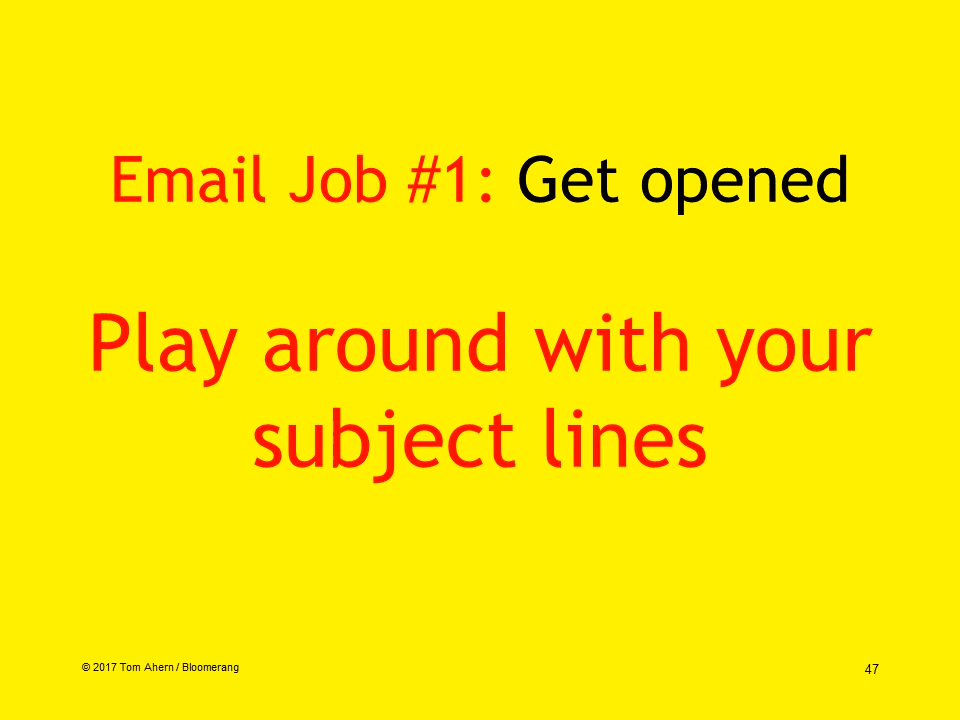 Email Job #1: Get opened
Play around with your
subject lines
© 2017 Tom Ahern / Bloomerang
47